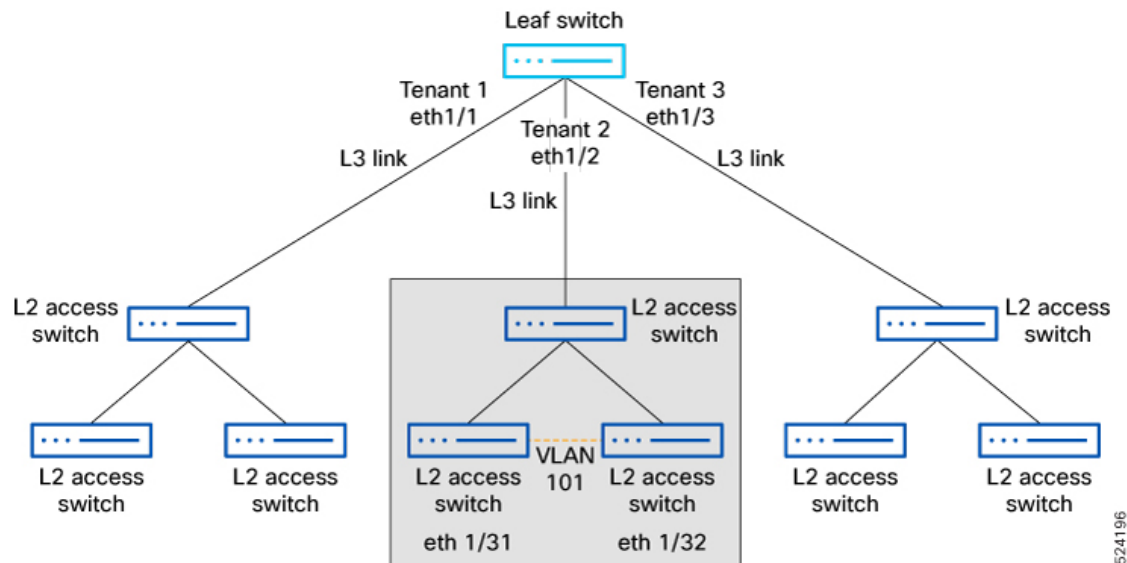 Leaf switch
Tenant 1
eth1/1
Tenant 2
eth1/2
Tenant 3
eth1/3
L3 link
L3 link
L3 link
L2 access
switch
L2 access
switch
L2 access
switch
L2 access
switch
L2 access
switch
L2 access
switch
eth 1/31
VLAN
101
L2 access
switch
eth 1/32
L2 access
switch
L2 access
switch
524196